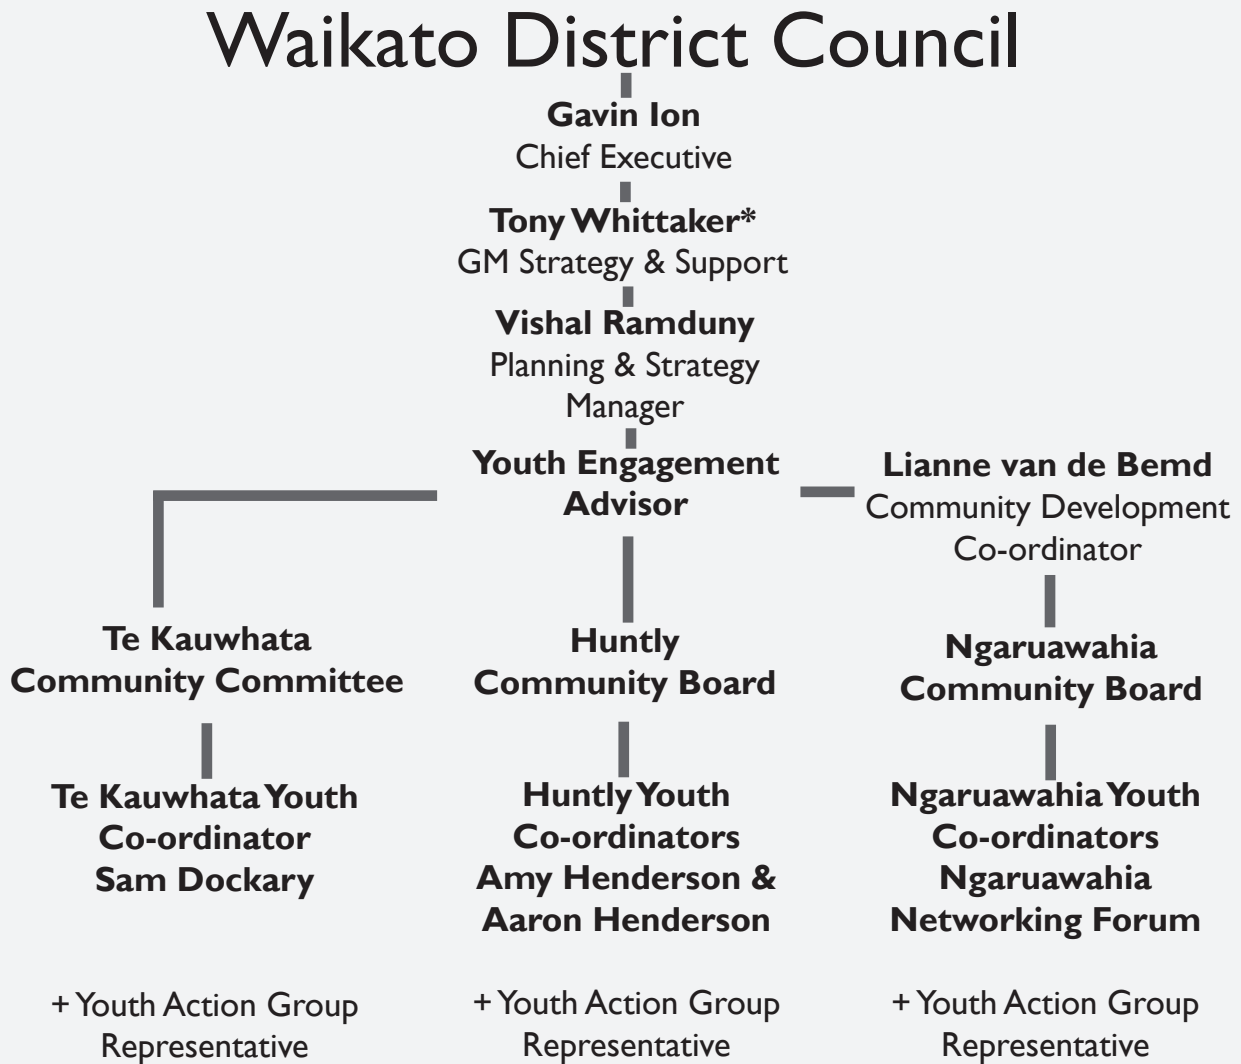 Waikato District Council
Gavin Ion
Chief Executive
Tony Whittaker*
GM Strategy & Support
Vishal Ramduny
Planning & Strategy
Manager
Youth Engagement
Advisor
Lianne van de Bemd
Community Development
Co-ordinator
Te Kauwhata
Community Committee
Huntly
Community Board
Ngaruawahia
Community Board
Te Kauwhata Youth
Co-ordinator
Sam Dockary
Huntly Youth
Co-ordinators
Amy Henderson &
Aaron Henderson
Ngaruawahia Youth
Co-ordinators
Ngaruawahia
Networking Forum
+ Youth Action Group
Representative
+ Youth Action Group
Representative
+ Youth Action Group
Representative